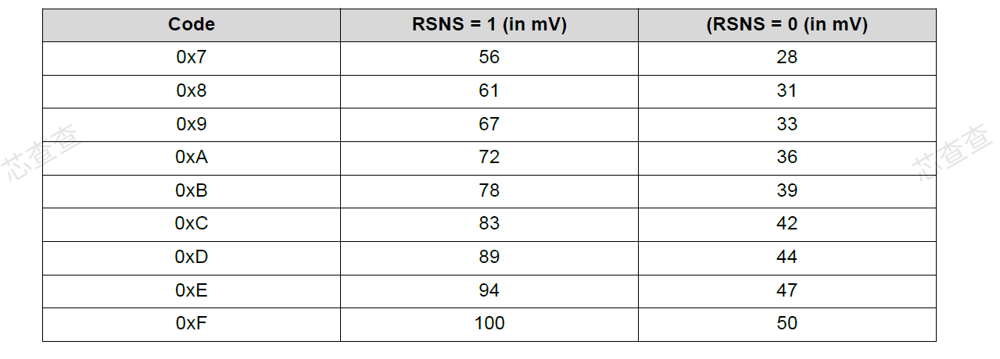 Code RSNS = 1 (in mV) (RSNS = 0 (in mV)
0x7 56 28
0x8 61 31
0x9 67 33
0xA 72 36
0xB 78 39
0xC 83 42
0xD 89 44
0xE 94 47
0xF 100 50
芯查查
芯查查